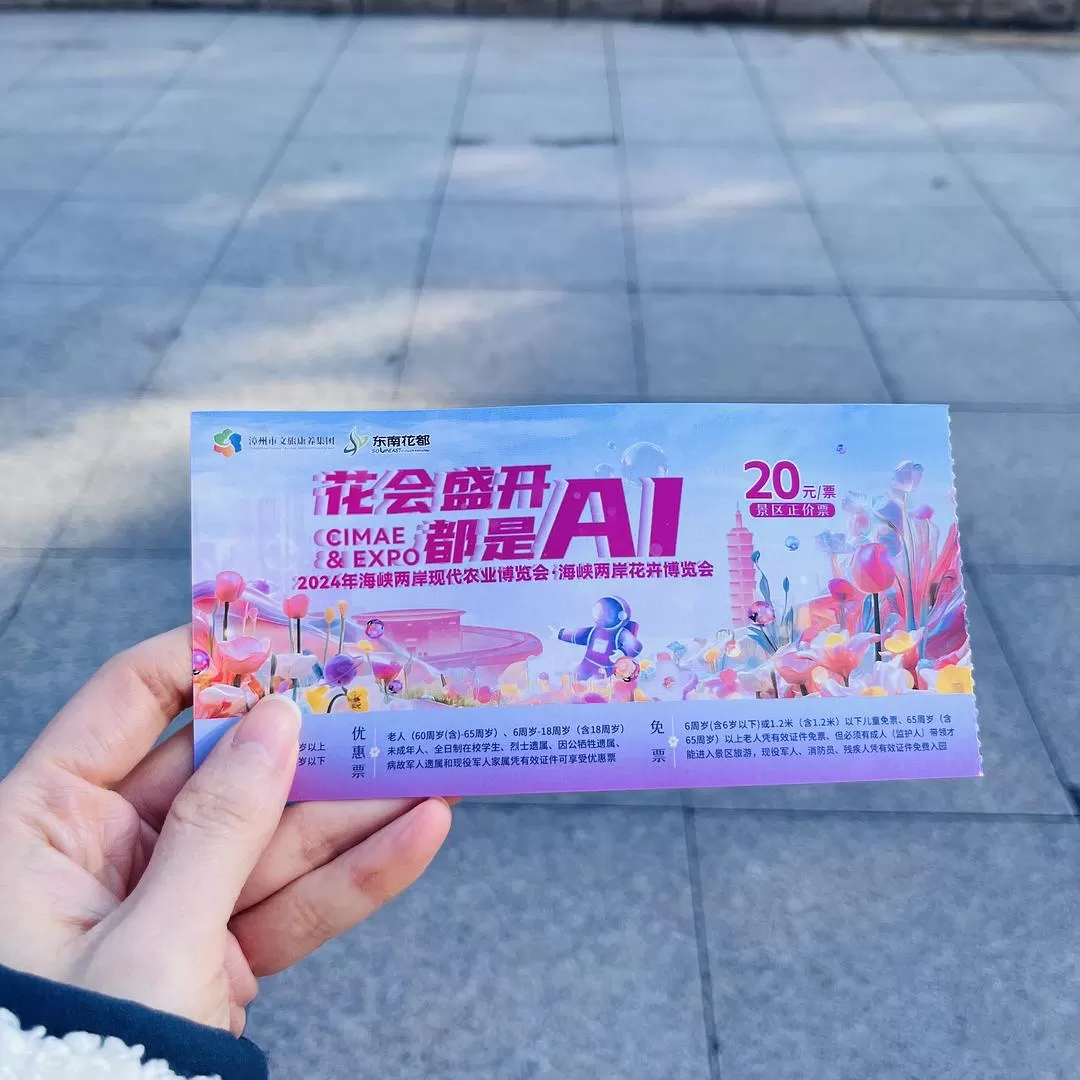 漳州市文旅康养集团
东南花都
花会盛开
CIMAE
& EXPO
都是AI
2024年海峡两岸现代农业博览会·海峡两岸花卉博览会
20元/票
景区正价票
岁以上
岁以下
优惠票
老人（60周岁(含)-65周岁）、6周岁-18周岁（含18周岁）
未成年人、全日制在校学生、烈士遗属、因公牺牲遗属、
病故军人遗属和现役军人家属凭有效证件可享受优惠票
免票
6周岁(含6岁以下)或1.2米（含1.2米）以下儿童免票、65周岁（含
65周岁）以上老人凭有效证件免票，但必须有成人（监护人）带领才
能进入景区旅游，现役军人、消防员、残疾人凭有效证件免费入园